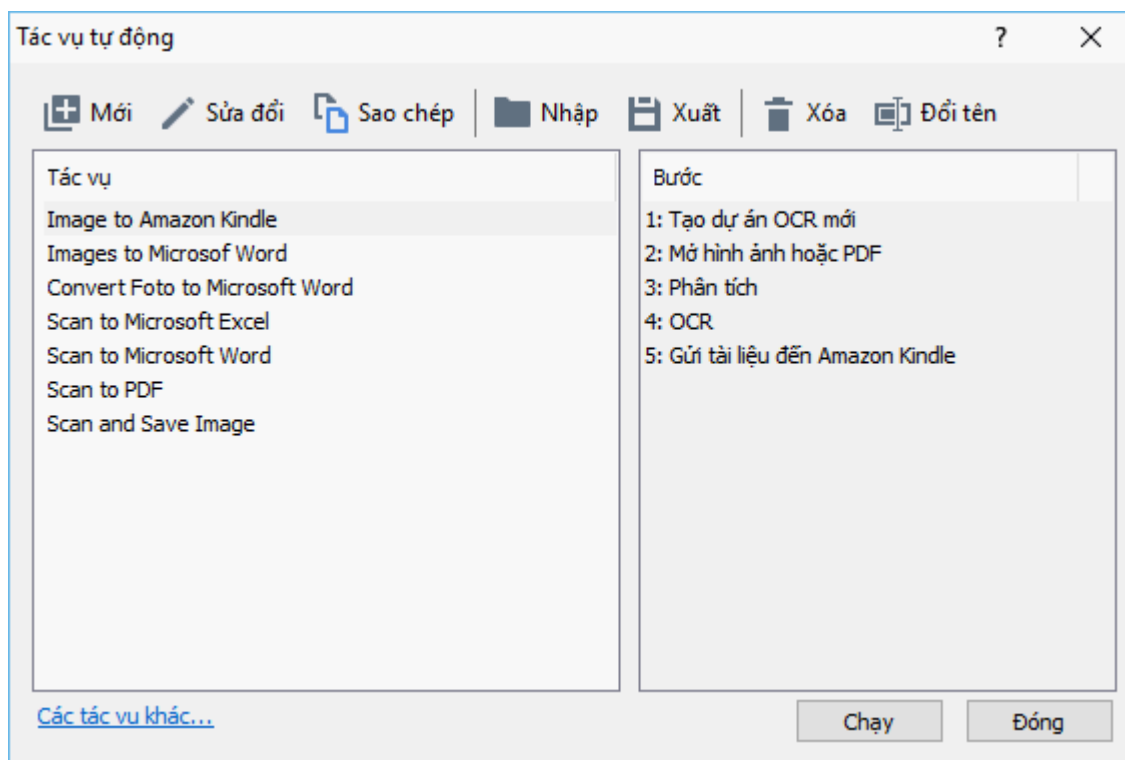 Tác vụ tự động
Mới Sửa đổi Sao chép Nhập Xuất Xóa Đổi tên
Tác vụ
Image to Amazon Kindle
Images to Microsof Word
Convert Foto to Microsoft Word
Scan to Microsoft Excel
Scan to Microsoft Word
Scan to PDF
Scan and Save Image
Bước
1: Tạo dự án OCR mới
2: Mở hình ảnh hoặc PDF
3: Phân tích
4: OCR
5: Gửi tài liệu đến Amazon Kindle
Các tác vu khác...
Chạy Đóng